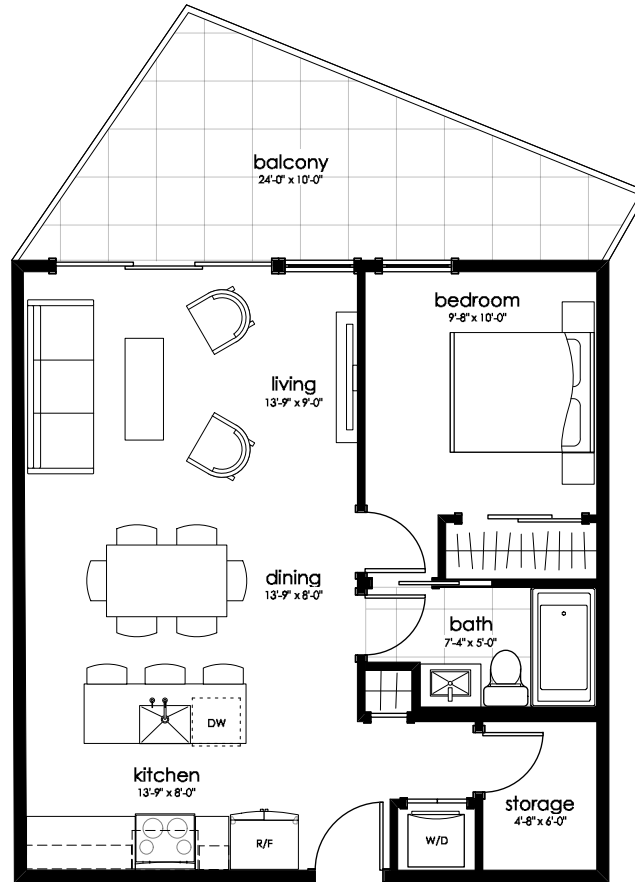 balcony
24'-0" x 10'-0"
bedroom
9'-8" x 10'-0"
living
13'-9" x 9'-0"
dining
13'-9" x 8'-0"
bath
7'-4" x 5'-0"
DW
kitchen
13'-9" x 8'-0"
storage
4'-8" x 6'-0"
R/F
W/D